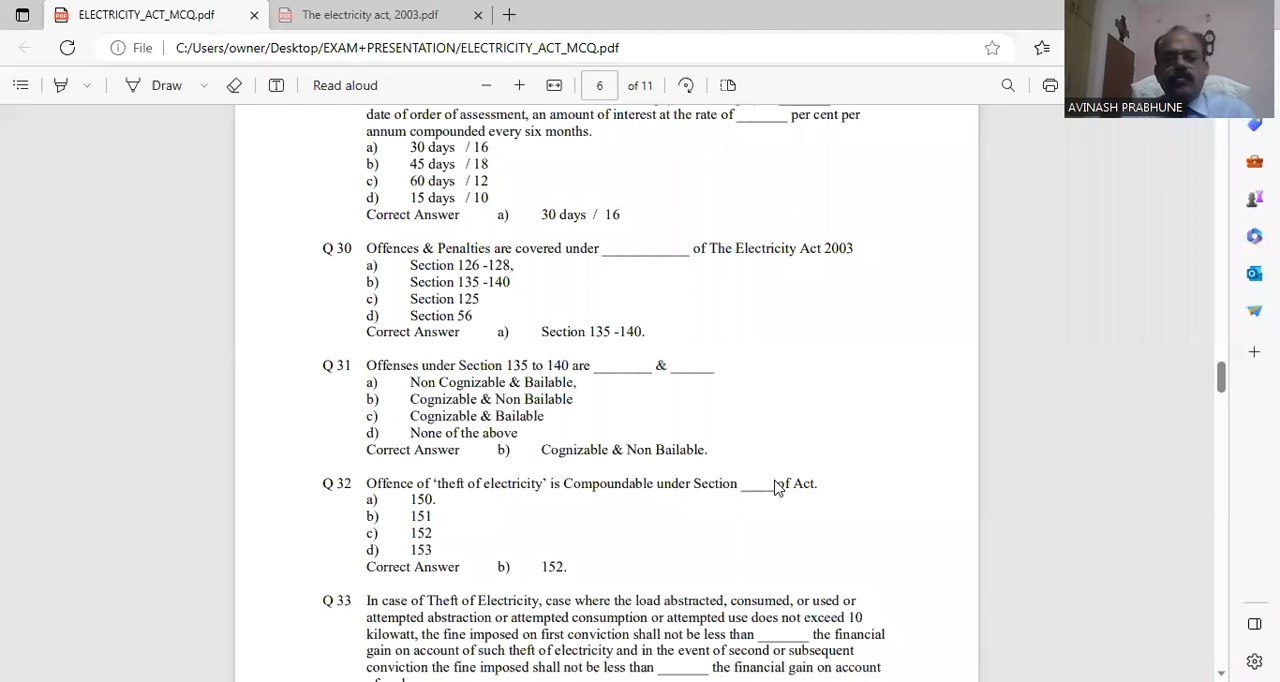 ELECTRICITY_ACT_MCQ.pdf
The electricity act, 2003.pdf
File
C:/Users/owner/Desktop/EXAM+PRESENTATION/ELECTRICITY_ACT_MCQ.pdf
Draw
Read aloud
6 of 11
AVINASH PRABHUNE
date of order of assessment, an amount of interest at the rate of _______ per cent per
annum compounded every six months.
a) 30 days / 16
b) 45 days / 18
c) 60 days / 12
d) 15 days / 10
Correct Answer a) 30 days / 16
Q 30 Offences & Penalties are covered under ____________ of The Electricity Act 2003
a) Section 126 -128,
b) Section 135 -140
c) Section 125
d) Section 56
Correct Answer a) Section 135 -140.
Q 31 Offenses under Section 135 to 140 are ________ & ______
a) Non Cognizable & Bailable,
b) Cognizable & Non Bailable
c) Cognizable & Bailable
d) None of the above
Correct Answer b) Cognizable & Non Bailable.
Q 32 Offence of ‘theft of electricity’ is Compoundable under Section _____ of Act.
a) 150.
b) 151
c) 152
d) 153
Correct Answer b) 152.
Q 33 In case of Theft of Electricity, case where the load abstracted, consumed, or used or
attempted abstraction or attempted consumption or attempted use does not exceed 10
kilowatt, the fine imposed on first conviction shall not be less than _______ the financial
gain on account of such theft of electricity and in the event of second or subsequent
conviction the fine imposed shall not be less than _______ the financial gain on account